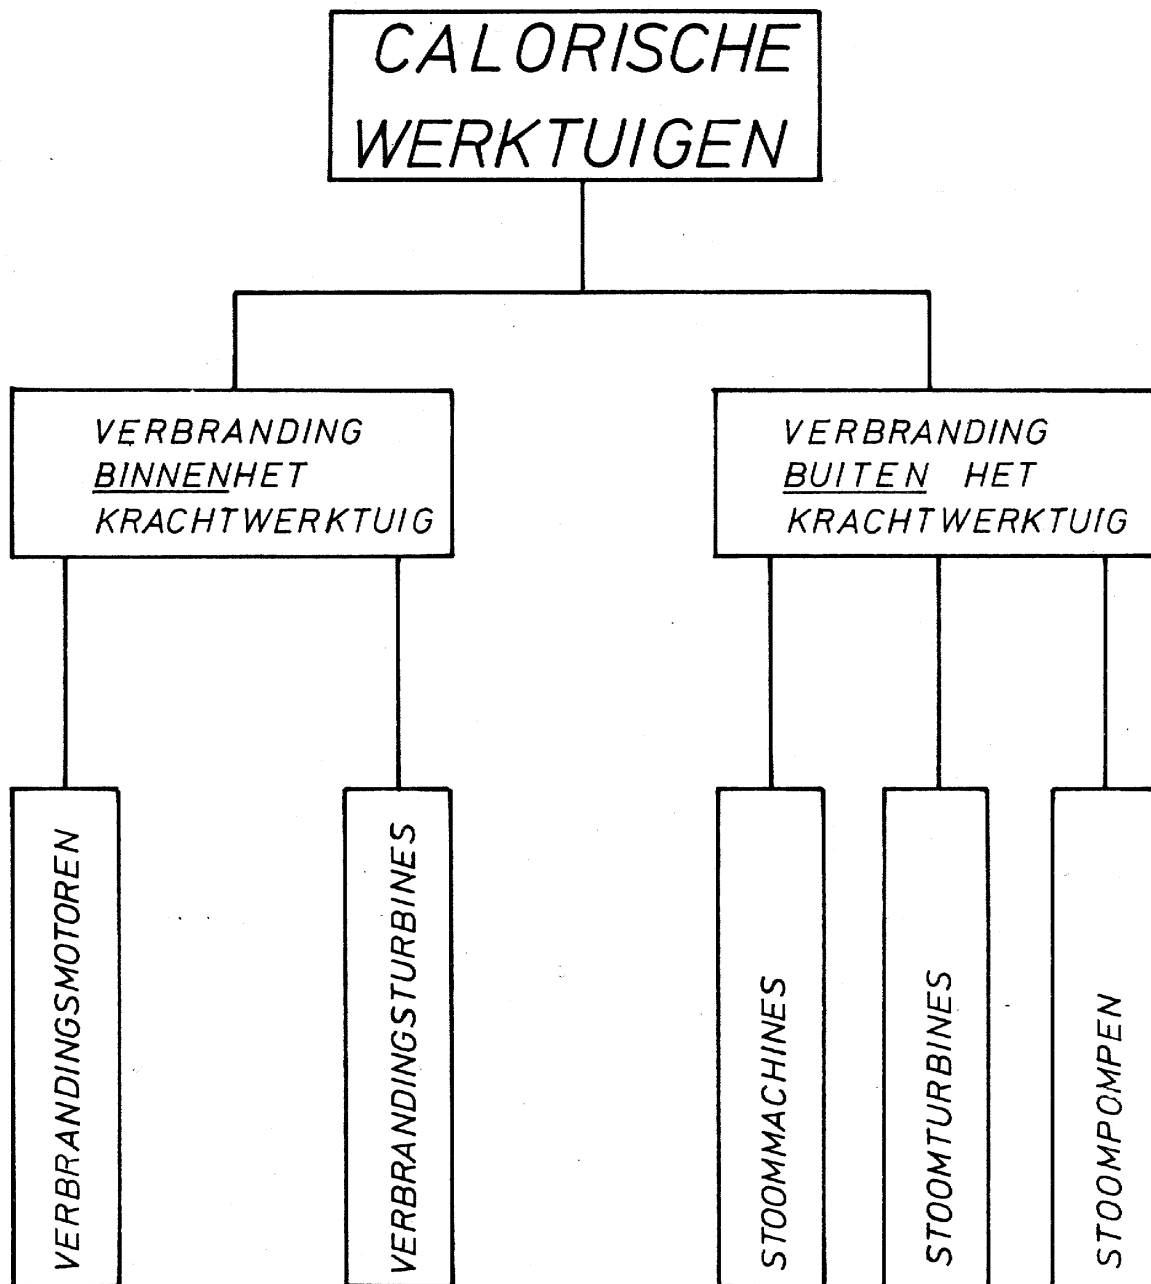 CALORISCHE
WERKTUIGEN
VERBRANDING
BINNENHET
KRACHTWERKTUIG
VERBRANDING
BUITEN HET
KRACHTWERKTUIG
VERBRANDINGSMOTOREN
VERBRANDINGSTURBINES
STOOMMACHINES
STOOMTURBINES
STOOMPOMPEN